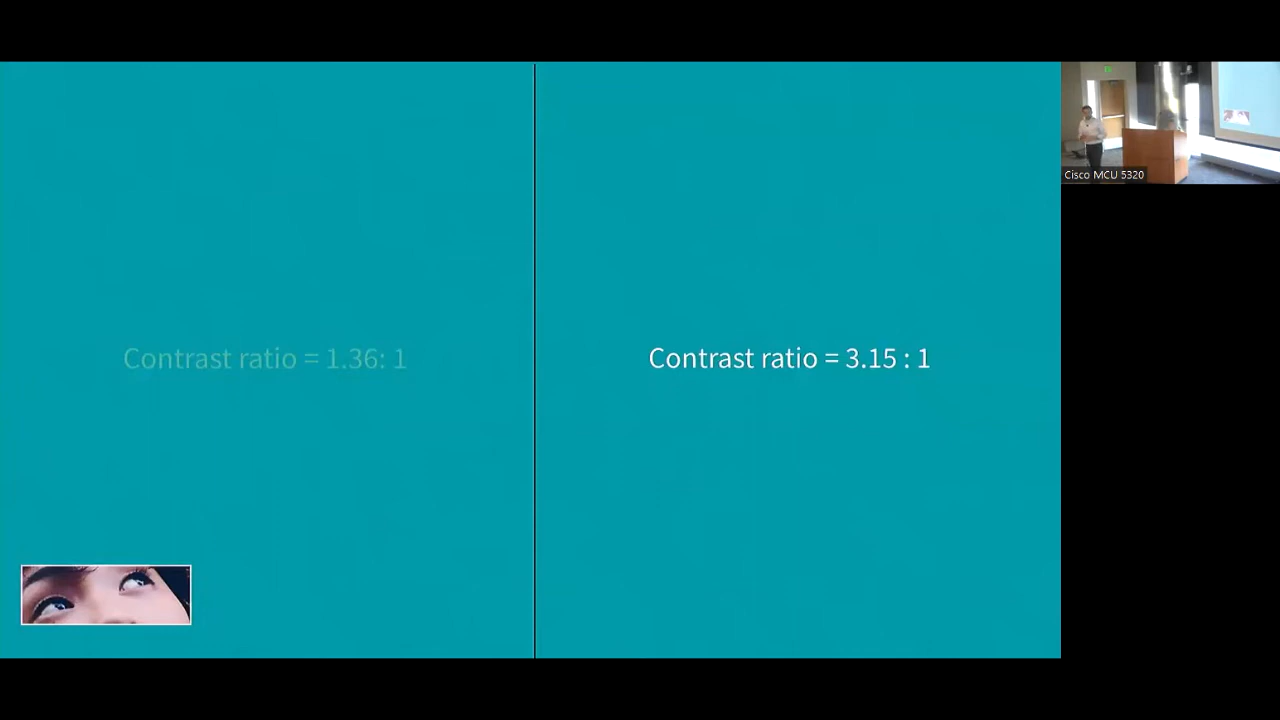 Contrast ratio = 1.36: 1
Contrast ratio = 3.15 : 1
Cisco MCU 5320